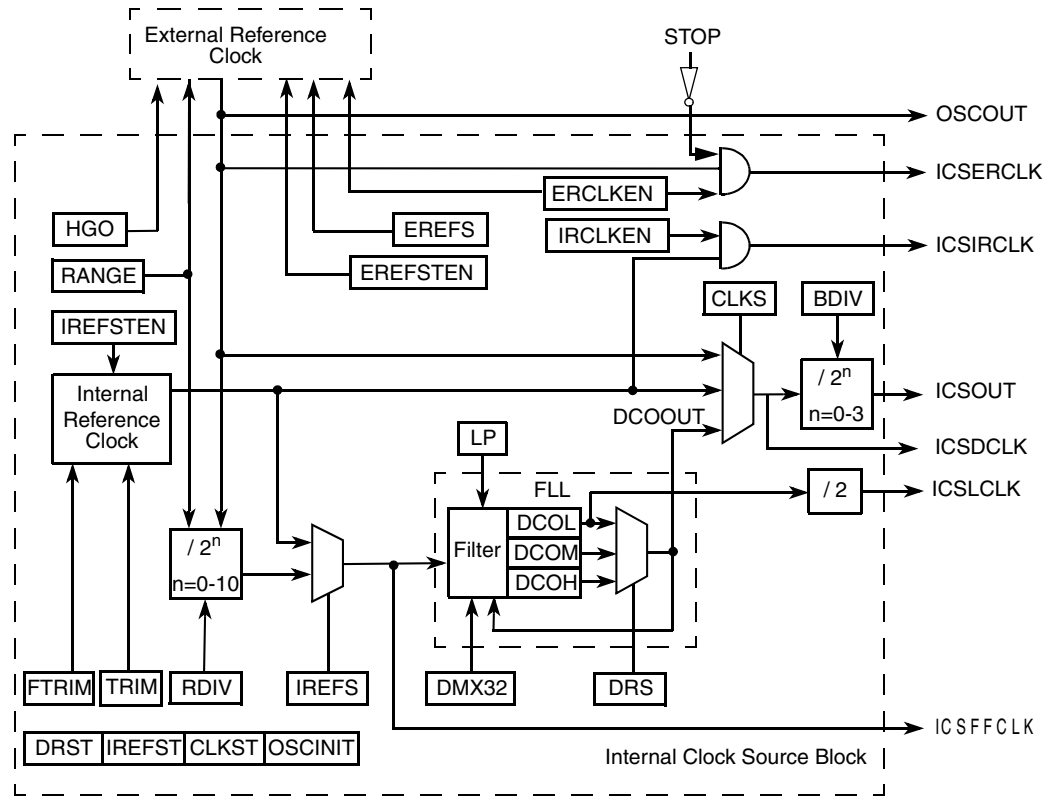 External Reference
Clock
STOP
OSCOUT
ICSERCLK
ERCLKEN
HGO
EREFS
IRCLKEN
ICSIRCLK
RANGE
EREFSTEN
CLKS
BDIV
IREFSTEN
Internal
Reference
Clock
/ 2n
n=0-3
ICSOUT
DCOOUT
LP
ICSDCLK
FLL
/ 2
ICSLCLK
DCOL
/ 2n
n=0-10
Filter
DCOM
DCOH
FTRIM
TRIM
RDIV
IREFS
DMX32
DRS
ICSFFCLK
DRST IREFST CLKST OSCINIT
Internal Clock Source Block